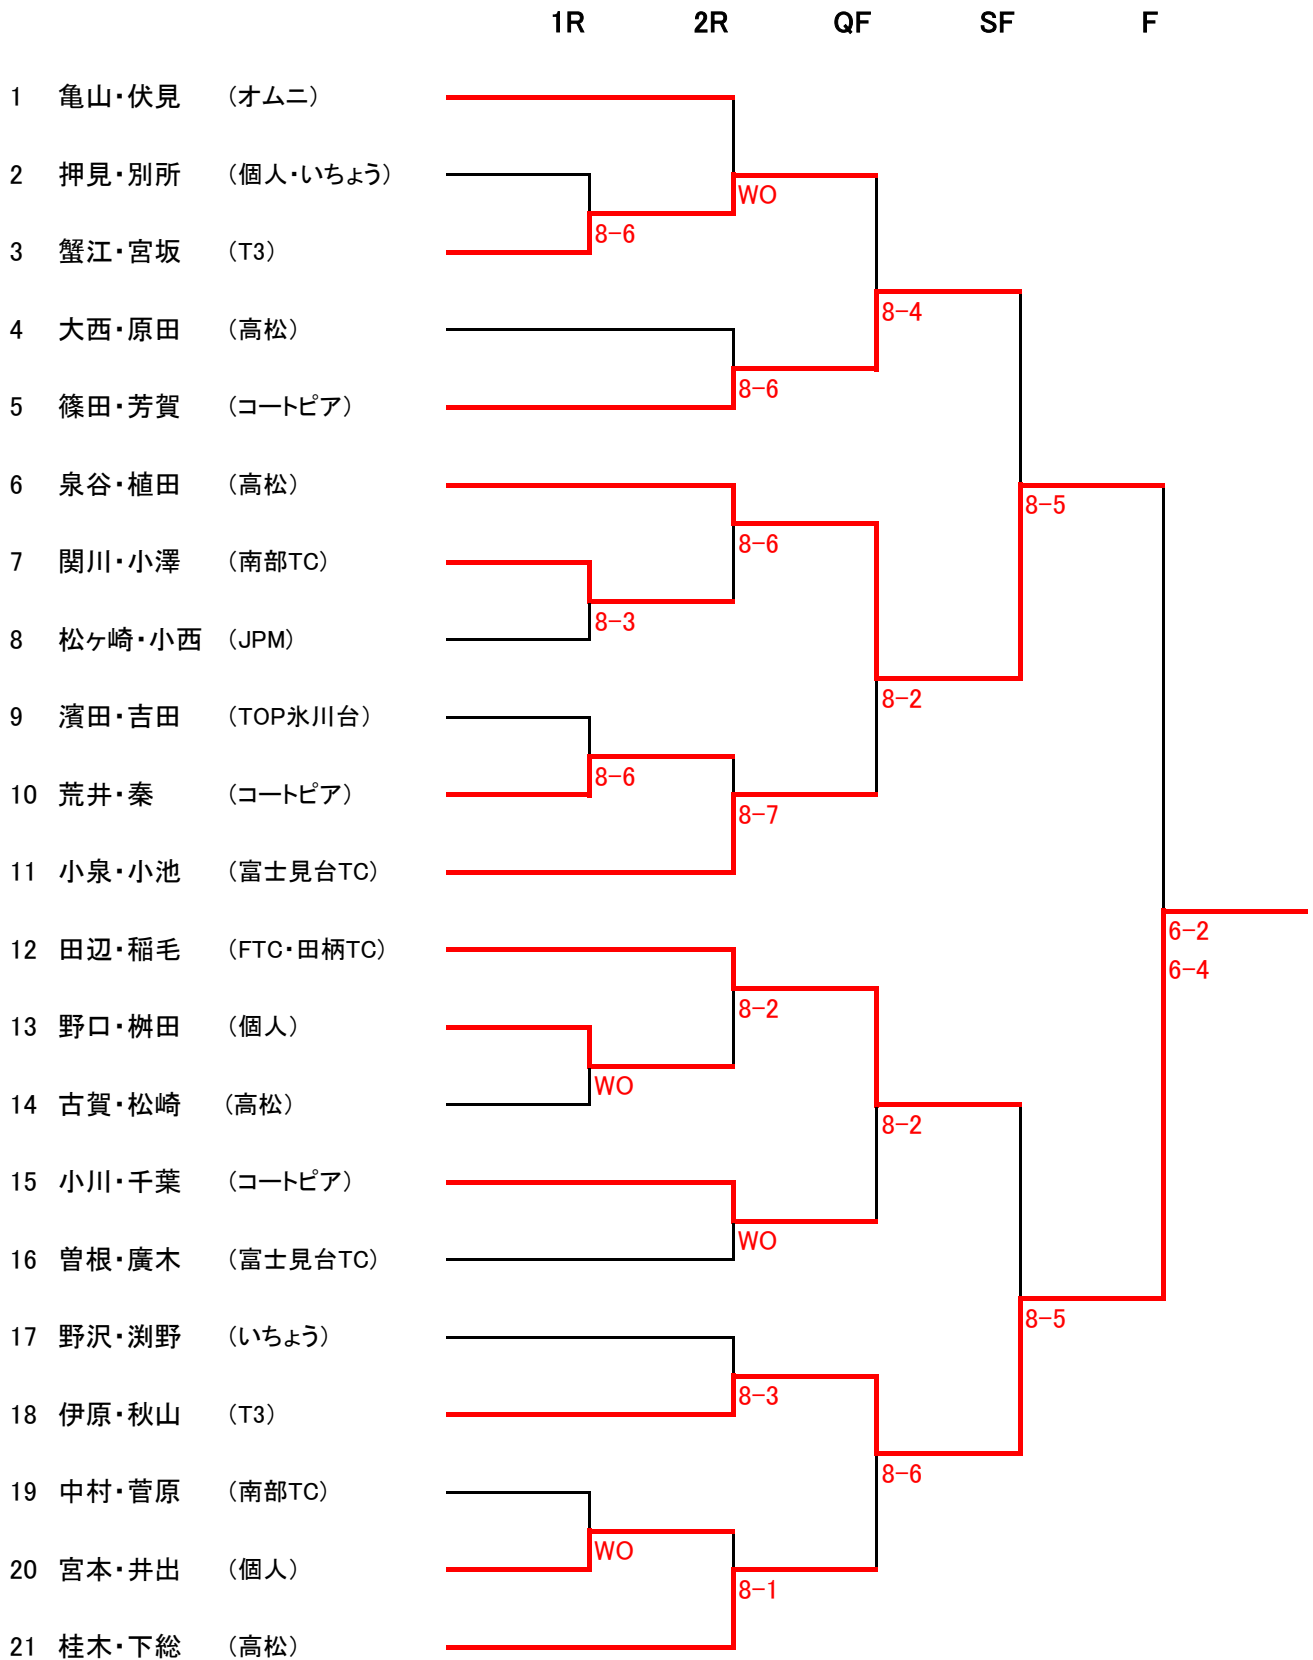 1R 2R QF SF F
1 亀山・伏見 （オムニ）
2 押見・別所 （個人・いちょう）
WO
8-6
3 蟹江・宮坂 （T3）
8-4
4 大西・原田 （高松）
8-6
5 篠田・芳賀 （コートピア）
6 泉谷・植田 （高松）
8-5
8-6
7 関川・小澤 （南部TC）
8-3
8 松ヶ崎・小西 （JPM）
8-2
9 濱田・吉田 （TOP氷川台）
8-6
10 荒井・秦 （コートピア）
8-7
11 小泉・小池 （富士見台TC）
6-2
12 田辺・稲毛 （FTC・田柄TC）
6-4
8-2
13 野口・桝田 （個人）
WO
14 古賀・松崎 （高松）
8-2
15 小川・千葉 （コートピア）
WO
16 曽根・廣木 （富士見台TC）
8-5
17 野沢・渕野 （いちょう）
8-3
18 伊原・秋山 （T3）
8-6
19 中村・菅原 （南部TC）
WO
20 宮本・井出 （個人）
8-1
21 桂木・下総 （高松）